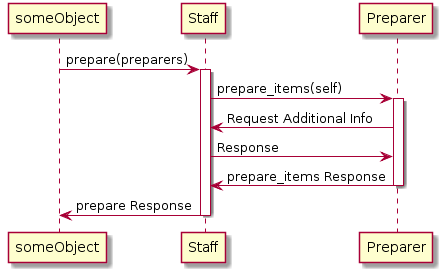 someObject Staff Preparer
prepare(preparers)
prepare_items(self)
Request Additional Info
Response
prepare_items Response
prepare Response
someObject Staff Preparer